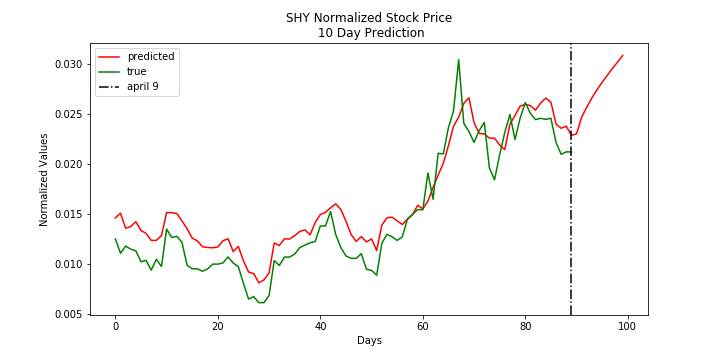 SHY Normalized Stock Price
10 Day Prediction
predicted
true
april 9
Normalized Values
0.030
0.025
0.020
0.015
0.010
0.005
0
20
40
60
80
100
Days